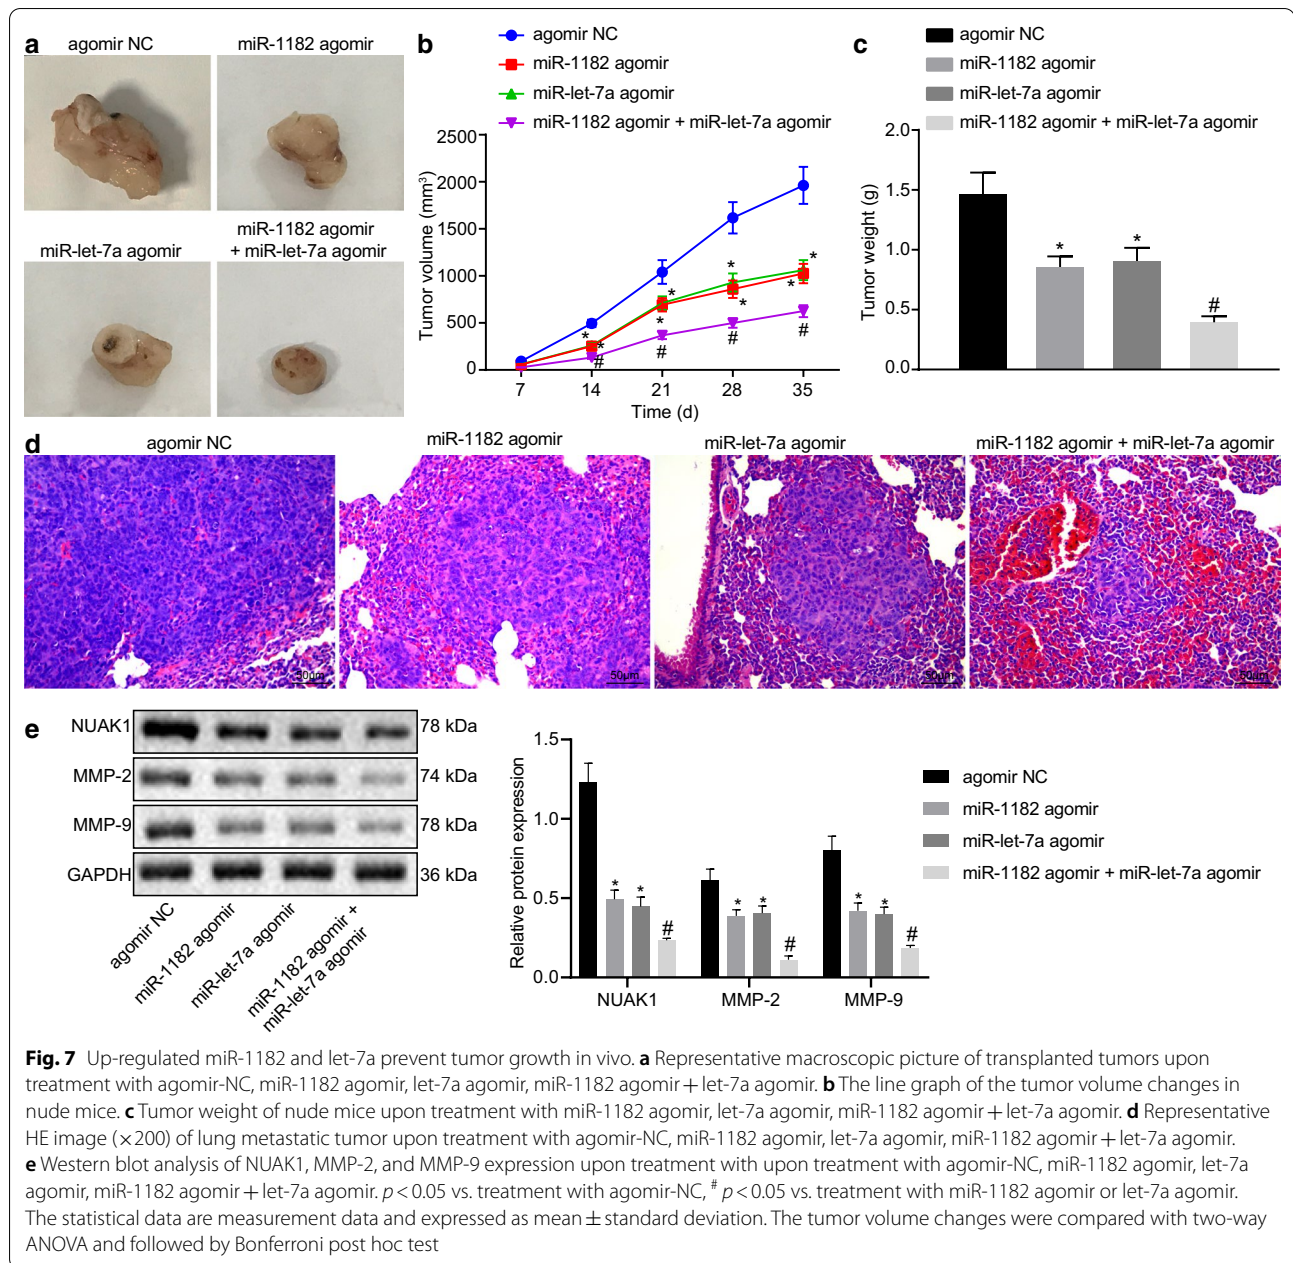 a
agomir NC
miR-1182 agomir
miR-let-7a agomir
miR-1182 agomir
+ miR-let-7a agomir
b
agomir NC
miR-1182 agomir
miR-let-7a agomir
miR-1182 agomir + miR-let-7a agomir
Tumor volume (mm³)
2500
2000
1500
1000
500
0
* * # * * # * * # * * #
7 14 21 28 35
Time (d)
c
agomir NC
miR-1182 agomir
miR-let-7a agomir
miR-1182 agomir + miR-let-7a agomir
Tumor weight (g)
2.0
1.5
1.0
0.5
0.0
* * #
d
agomir NC
miR-1182 agomir
miR-let-7a agomir
miR-1182 agomir + miR-let-7a agomir
50μm
50μm
50μm
50μm
e
NUAK1 78 kDa
MMP-2 74 kDa
MMP-9 78 kDa
GAPDH 36 kDa
agomir NC
miR-1182 agomir
miR-let-7a agomir
miR-1182 agomir +
miR-let-7a agomir
Relative protein expression
1.5
1.0
0.5
0.0
* * # * * # * * #
NUAK1 MMP-2 MMP-9
agomir NC
miR-1182 agomir
miR-let-7a agomir
miR-1182 agomir + miR-let-7a agomir
Fig. 7 Up-regulated miR-1182 and let-7a prevent tumor growth in vivo. a Representative macroscopic picture of transplanted tumors upon
treatment with agomir-NC, miR-1182 agomir, let-7a agomir, miR-1182 agomir + let-7a agomir. b The line graph of the tumor volume changes in
nude mice. c Tumor weight of nude mice upon treatment with miR-1182 agomir, let-7a agomir, miR-1182 agomir + let-7a agomir. d Representative
HE image (×200) of lung metastatic tumor upon treatment with agomir-NC, miR-1182 agomir, let-7a agomir, miR-1182 agomir + let-7a agomir.
e Western blot analysis of NUAK1, MMP-2, and MMP-9 expression upon treatment with upon treatment with agomir-NC, miR-1182 agomir, let-7a
agomir, miR-1182 agomir + let-7a agomir. p < 0.05 vs. treatment with agomir-NC, # p < 0.05 vs. treatment with miR-1182 agomir or let-7a agomir.
The statistical data are measurement data and expressed as mean ± standard deviation. The tumor volume changes were compared with two-way
ANOVA and followed by Bonferroni post hoc test